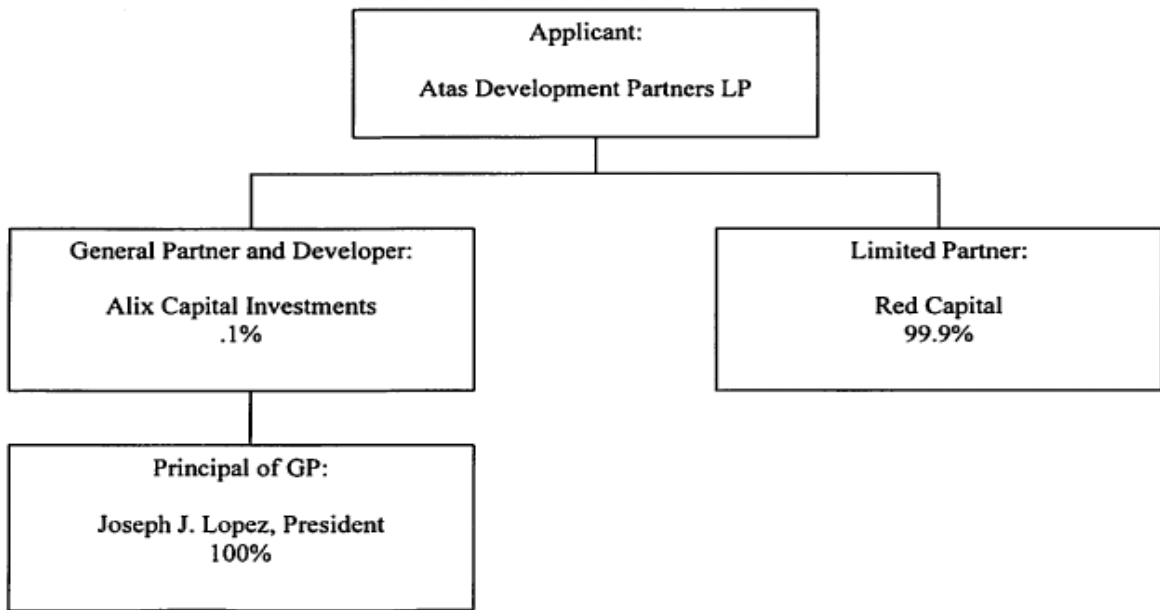 Applicant:
Atas Development Partners LP
General Partner and Developer:
Alix Capital Investments
.1%
Limited Partner:
Red Capital
99.9%
Principal of GP:
Joseph J. Lopez, President
100%